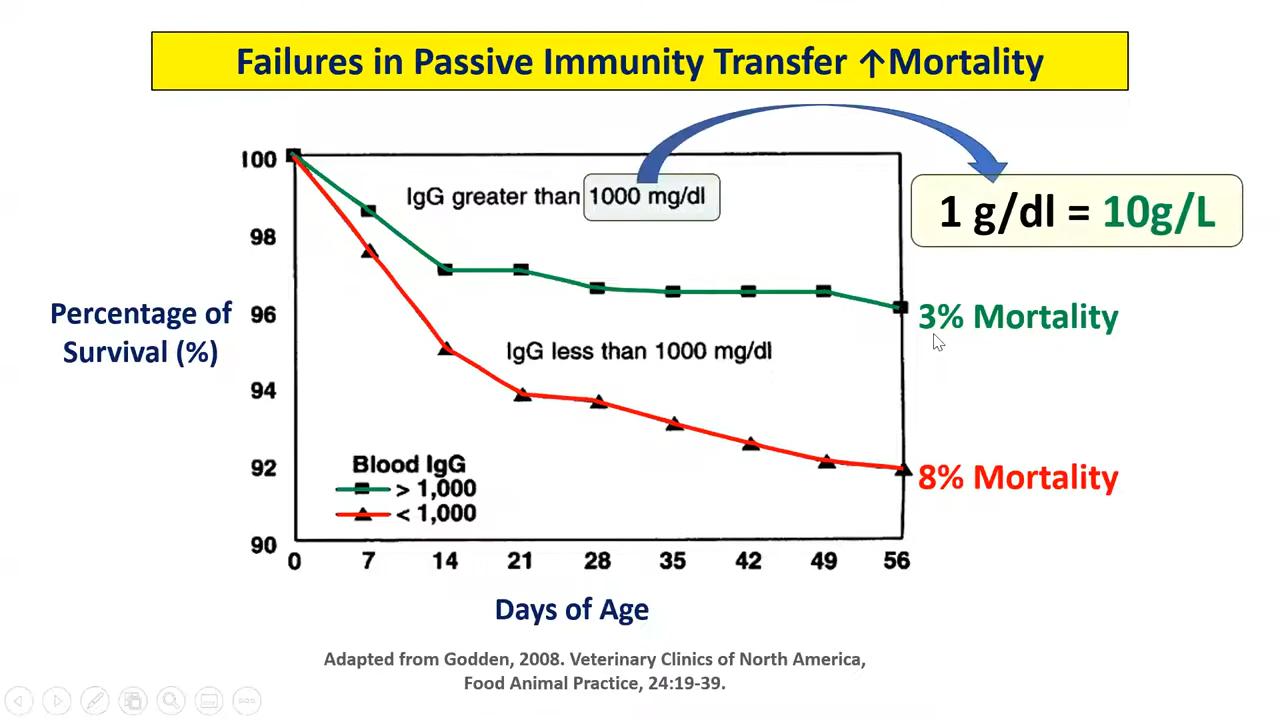 Failures in Passive Immunity Transfer ↑Mortality
IgG greater than 1000 mg/dl
1 g/dl = 10g/L
100
98
96
94
92
90
Percentage of
Survival (%)
3% Mortality
IgG less than 1000 mg/dl
8% Mortality
Blood IgG
> 1,000
< 1,000
0 7 14 21 28 35 42 49 56
Days of Age
Adapted from Godden, 2008. Veterinary Clinics of North America,
Food Animal Practice, 24:19-39.